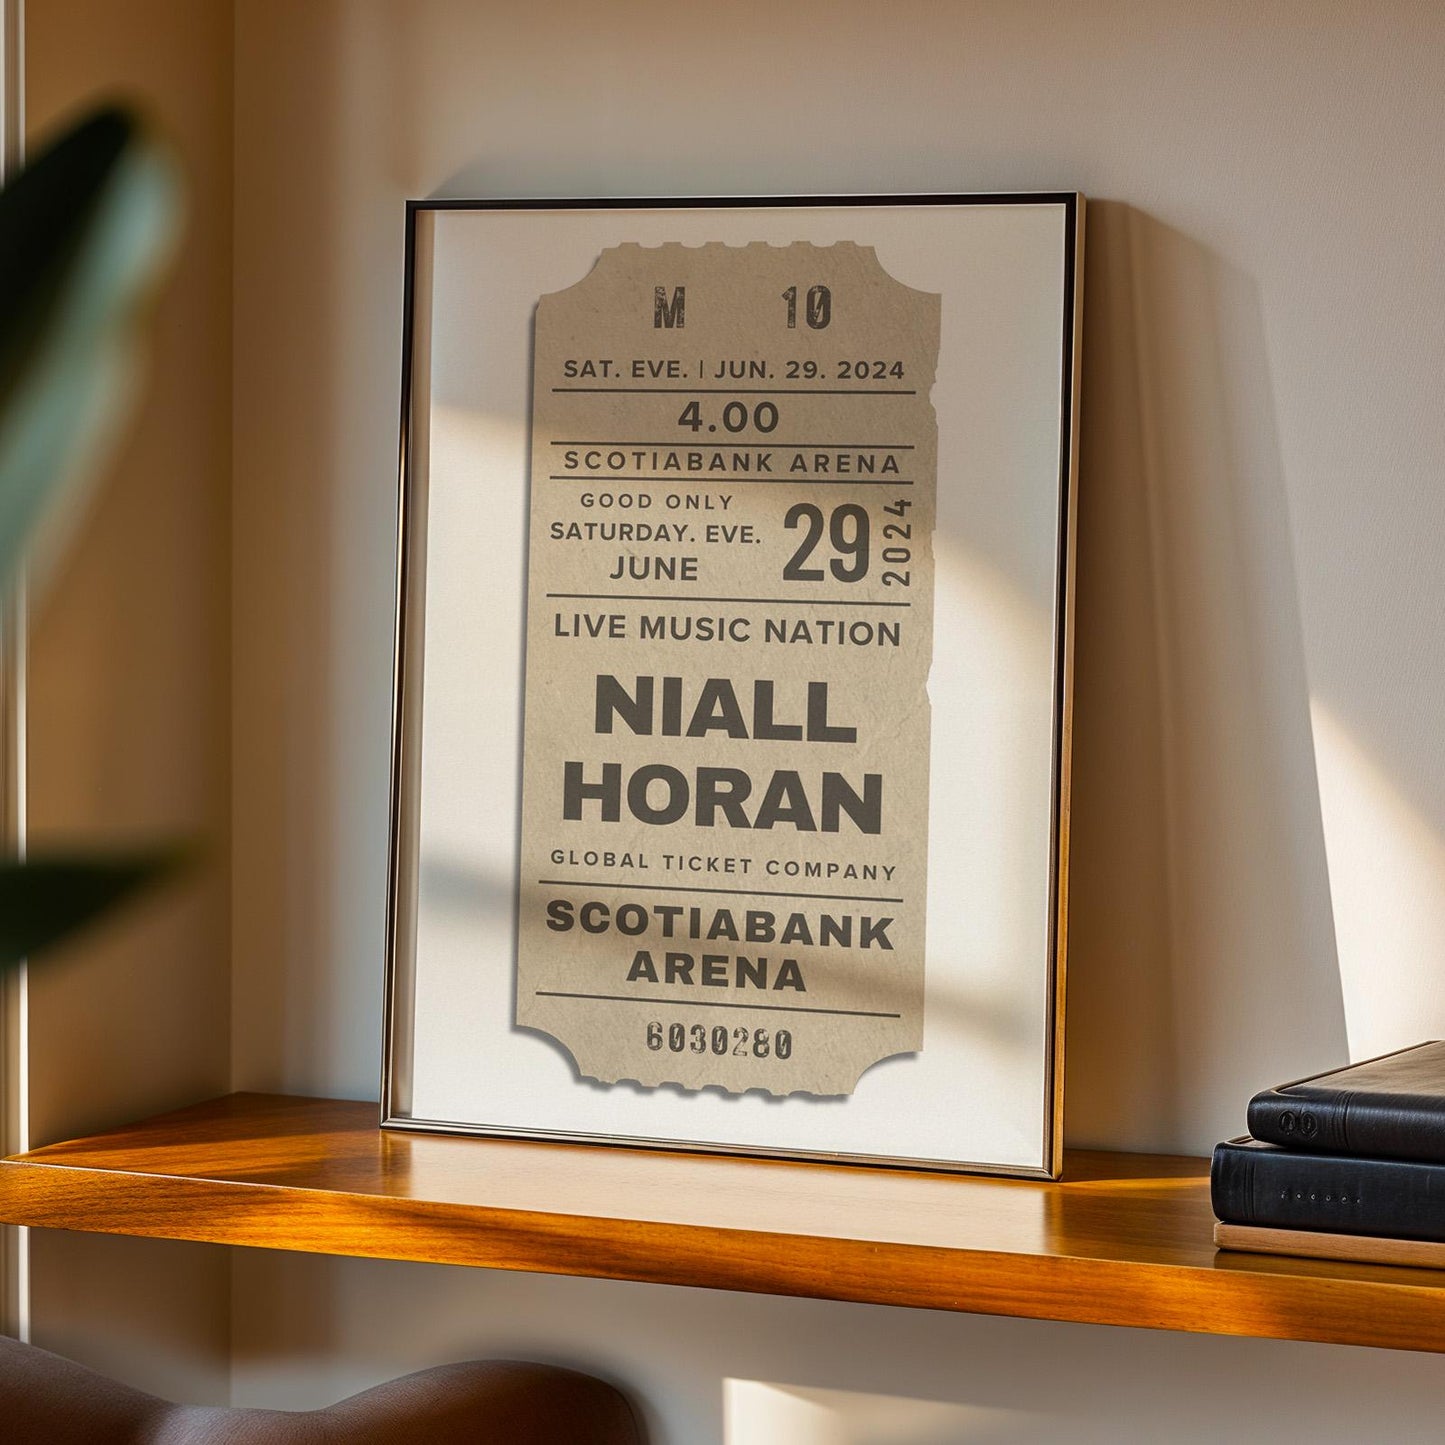 M 10
SAT. EVE. | JUN. 29. 2024
4.00
SCOTIABANK ARENA
GOOD ONLY
SATURDAY. EVE.
JUNE
29
2024
LIVE MUSIC NATION
NIALL
HORAN
GLOBAL TICKET COMPANY
SCOTIABANK
ARENA
6030280